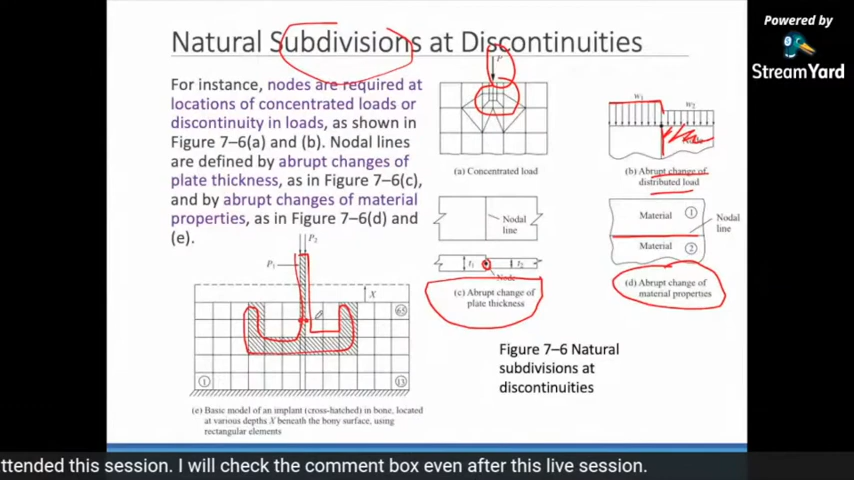 Natural Subdivisions at Discontinuities
Powered by
StreamYard
For instance, nodes are required at
locations of concentrated loads or
discontinuity in loads, as shown in
Figure 7–6(a) and (b). Nodal lines
are defined by abrupt changes of
plate thickness, as in Figure 7–6(c),
and by abrupt changes of material
properties, as in Figure 7–6(d) and
(e).
P
(a) Concentrated load
w1
w2
(b) Abrupt change of
distributed load
Nodal
line
t1
t2
Node
(c) Abrupt change of
plate thickness
Material 1
Material 2
Nodal
line
(d) Abrupt change of
material properties
P2
P1
X
65
1
13
(e) Basic model of an implant (cross-hatched) in bone, located
at various depths X beneath the bony surface, using
rectangular elements
Figure 7–6 Natural
subdivisions at
discontinuities
ttended this session. I will check the comment box even after this live session.